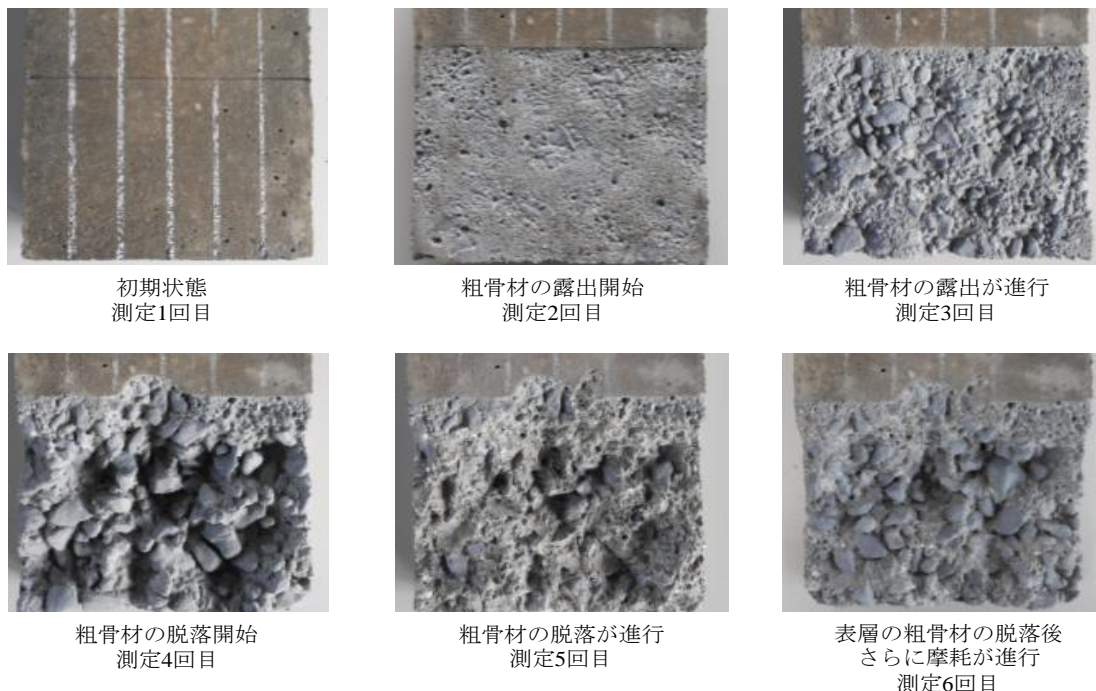 初期状態
測定1回目
粗骨材の露出開始
測定2回目
粗骨材の露出が進行
測定3回目
粗骨材の脱落開始
測定4回目
粗骨材の脱落が進行
測定5回目
表層の粗骨材の脱落後
さらに摩耗が進行
測定6回目